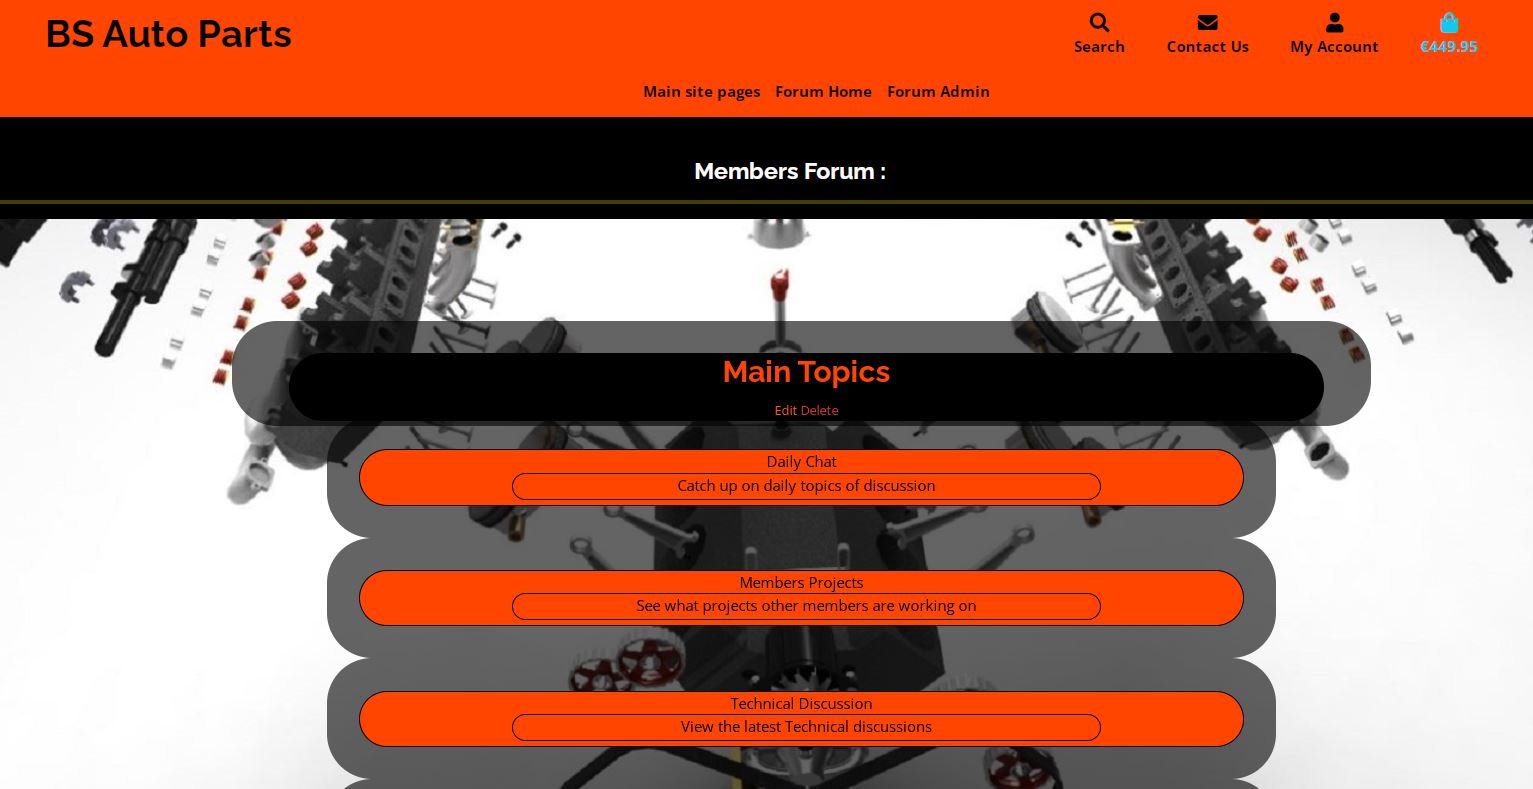 BS Auto Parts
Search
Contact Us
My Account
€449.95
Main site pages Forum Home Forum Admin
Members Forum :
Main Topics
Edit Delete
Daily Chat
Catch up on daily topics of discussion
Members Projects
See what projects other members are working on
Technical Discussion
View the latest Technical discussions